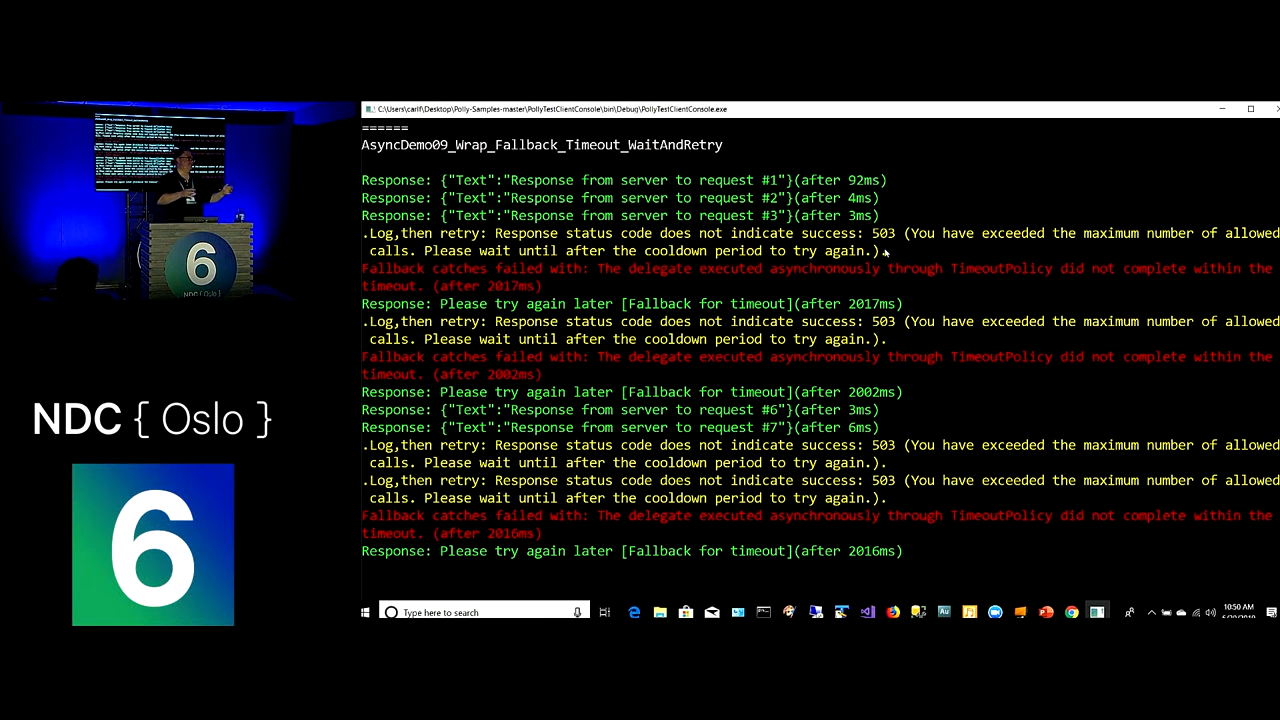 C:\Users\carlf\Desktop\Polly-Samples-master\PollyTestClientConsole\bin\Debug\PollyTestClientConsole.exe
======
AsyncDemo09_Wrap_Fallback_Timeout_WaitAndRetry
Response: {"Text":"Response from server to request #1"}(after 92ms)
Response: {"Text":"Response from server to request #2"}(after 4ms)
Response: {"Text":"Response from server to request #3"}(after 3ms)
.Log,then retry: Response status code does not indicate success: 503 (You have exceeded the maximum number of allowed
calls. Please wait until after the cooldown period to try again.).
Fallback catches failed with: The delegate executed asynchronously through TimeoutPolicy did not complete within the
timeout. (after 2017ms)
Response: Please try again later [Fallback for timeout](after 2017ms)
.Log,then retry: Response status code does not indicate success: 503 (You have exceeded the maximum number of allowed
calls. Please wait until after the cooldown period to try again.).
Fallback catches failed with: The delegate executed asynchronously through TimeoutPolicy did not complete within the
timeout. (after 2002ms)
Response: Please try again later [Fallback for timeout](after 2002ms)
Response: {"Text":"Response from server to request #6"}(after 3ms)
Response: {"Text":"Response from server to request #7"}(after 6ms)
.Log,then retry: Response status code does not indicate success: 503 (You have exceeded the maximum number of allowed
calls. Please wait until after the cooldown period to try again.).
.Log,then retry: Response status code does not indicate success: 503 (You have exceeded the maximum number of allowed
calls. Please wait until after the cooldown period to try again.).
Fallback catches failed with: The delegate executed asynchronously through TimeoutPolicy did not complete within the
timeout. (after 2016ms)
Response: Please try again later [Fallback for timeout](after 2016ms)
Type here to search
10:50 AM
6
NDC { Oslo }
NDC { Oslo }
6